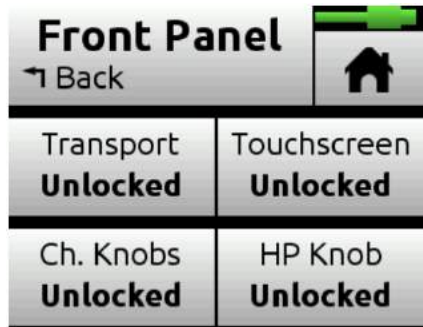 Front Panel
Back
Transport
Unlocked
Touchscreen
Unlocked
Ch. Knobs
Unlocked
HP Knob
Unlocked